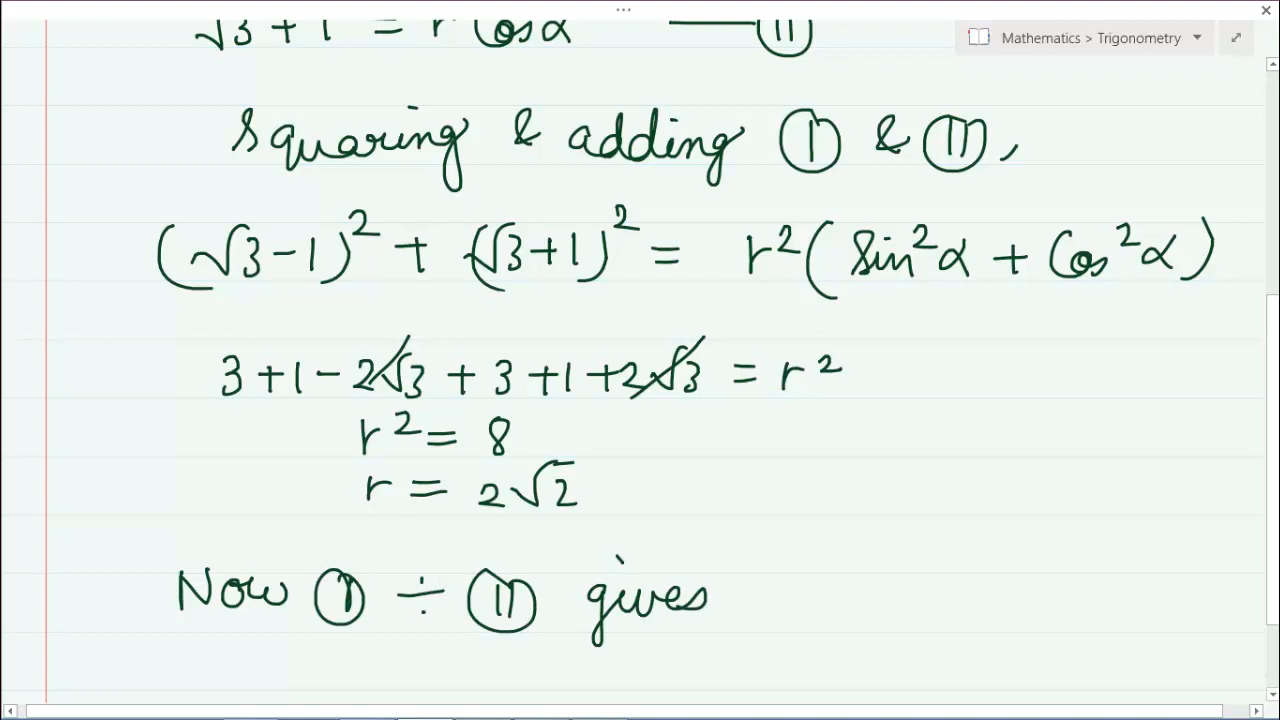 √3 + 1 = r Cosα —— (II)
Mathematics > Trigonometry
Squaring & adding (I) & (II),
(√3-1)² + (√3+1)² = r²(Sin²α + Cos²α)
3+1-2√3 + 3+1+2√3 = r²
r² = 8
r = 2√2
Now (I) ÷ (II) gives